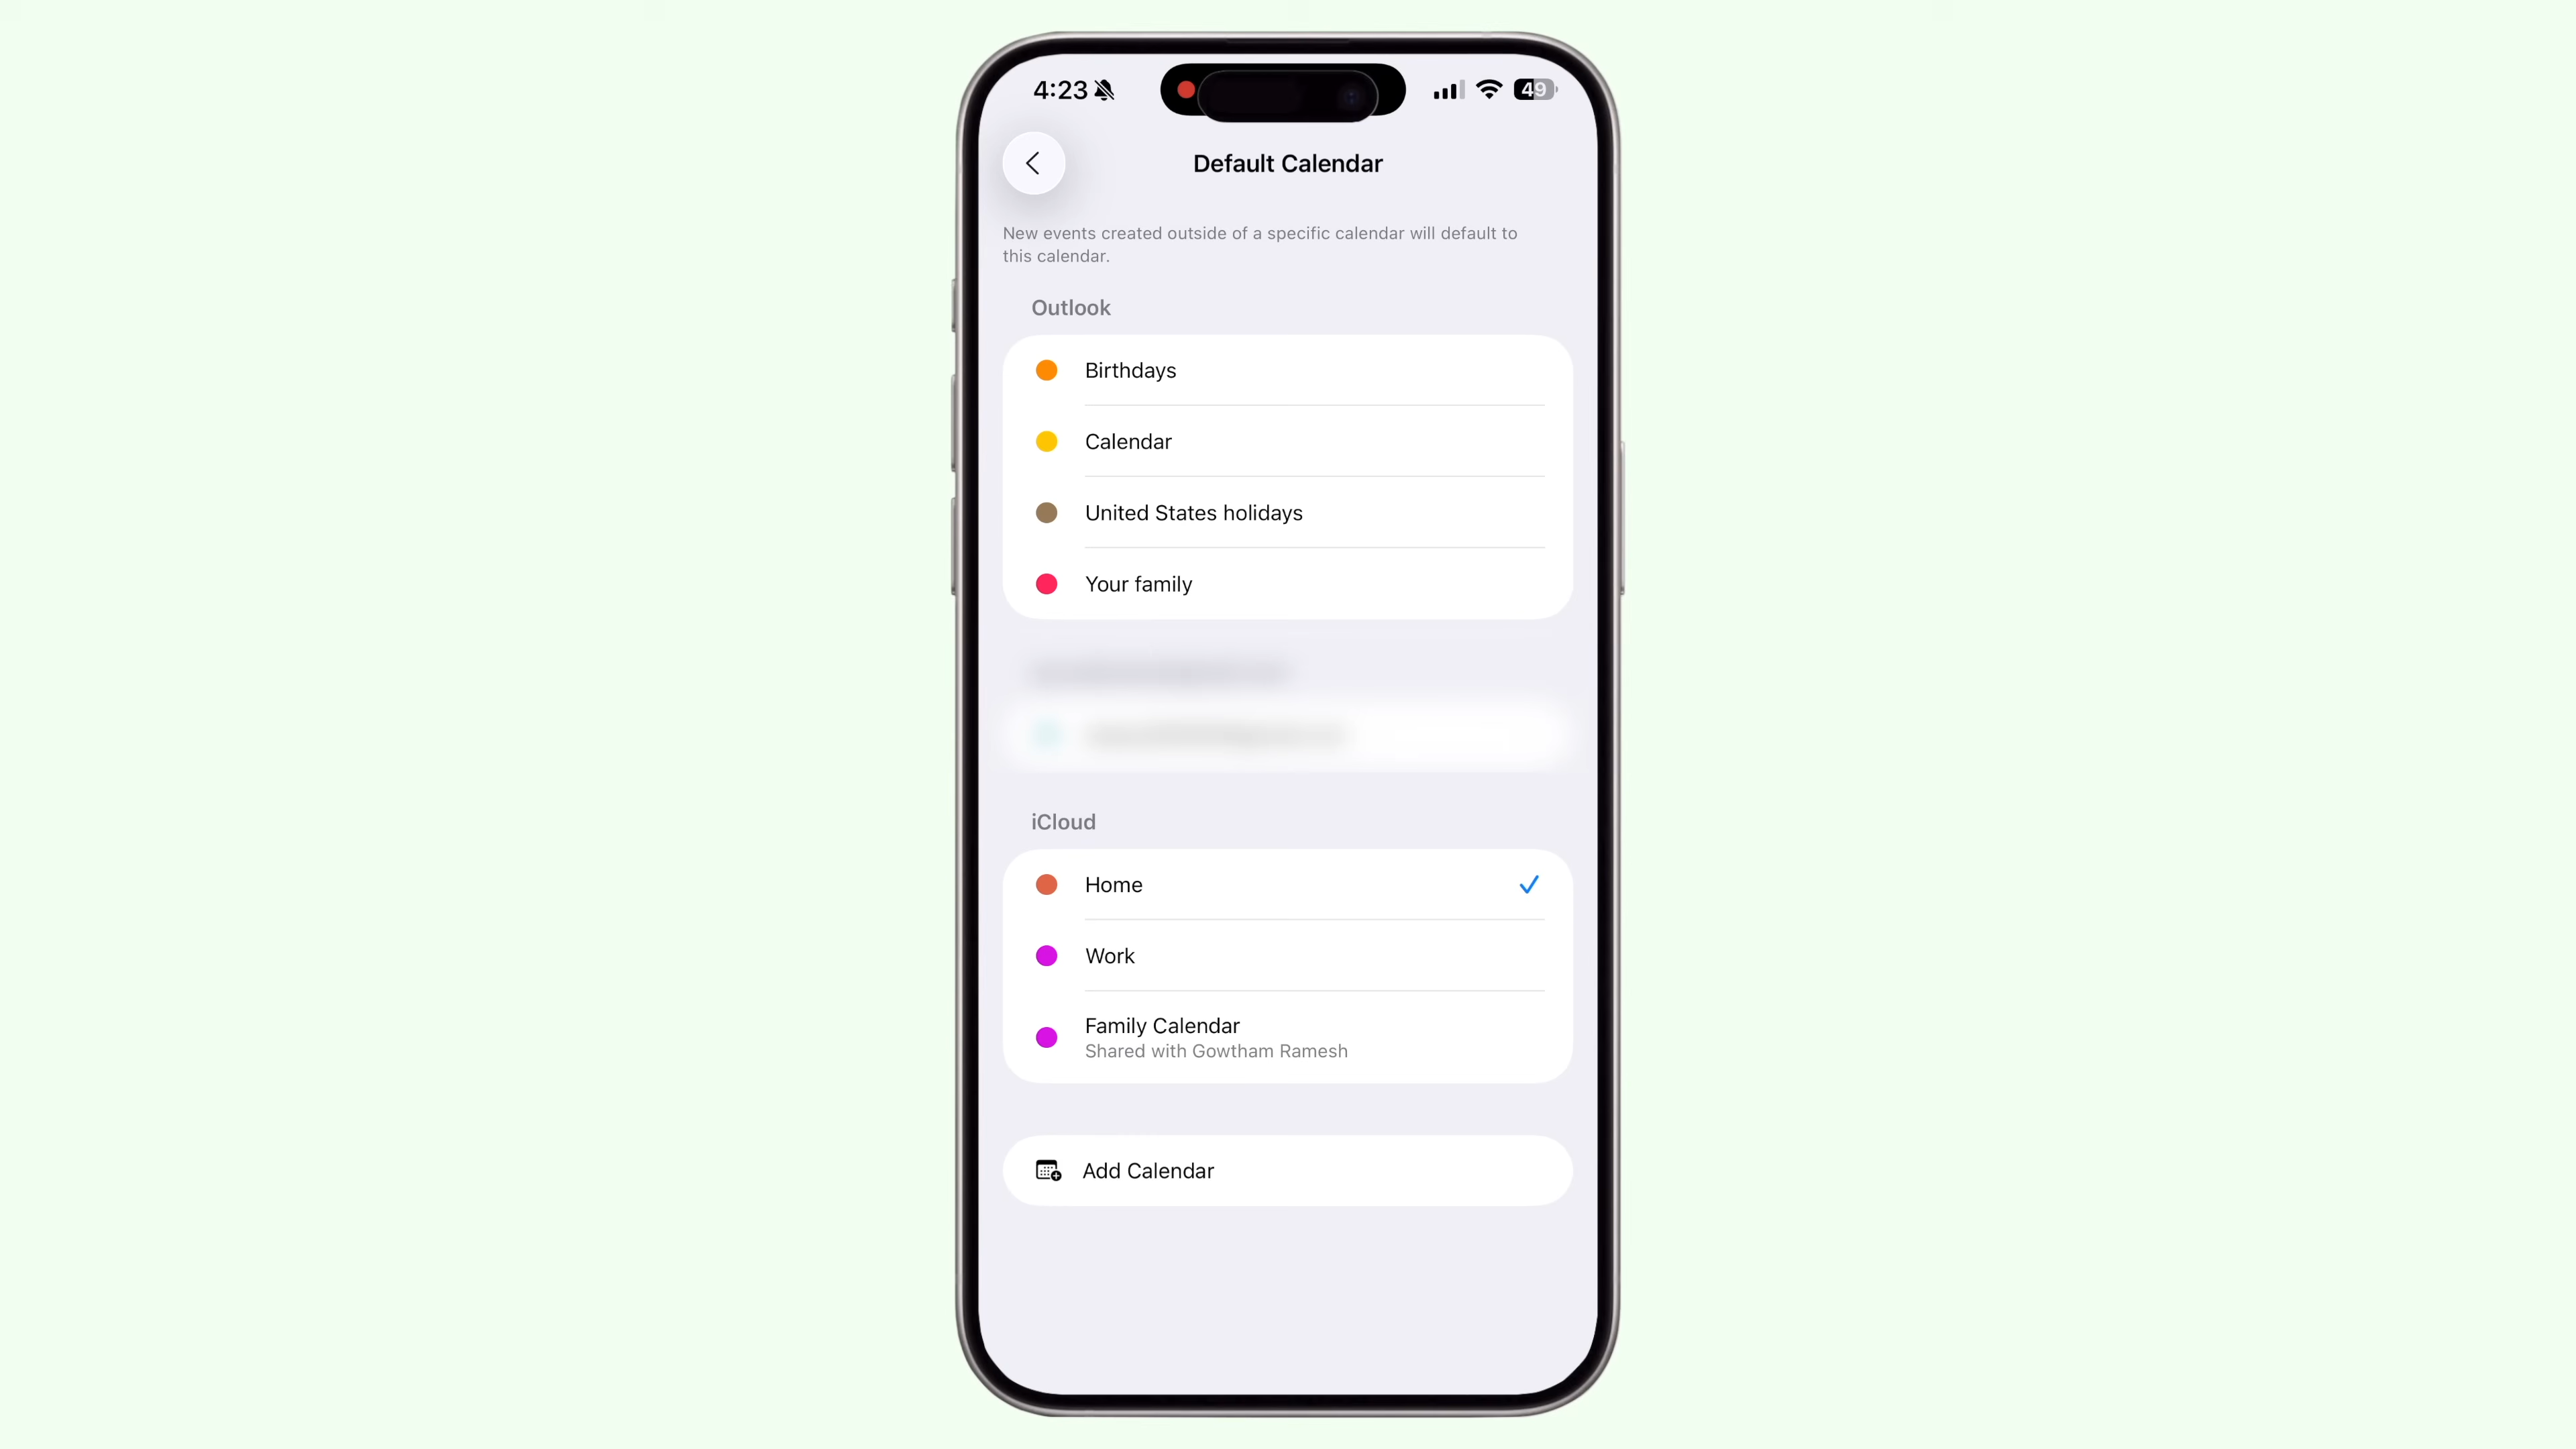 4:23
49
Default Calendar
New events created outside of a specific calendar will default to
this calendar.
Outlook
Birthdays
Calendar
United States holidays
Your family
iCloud
Home
Work
Family Calendar
Shared with Gowtham Ramesh
Add Calendar